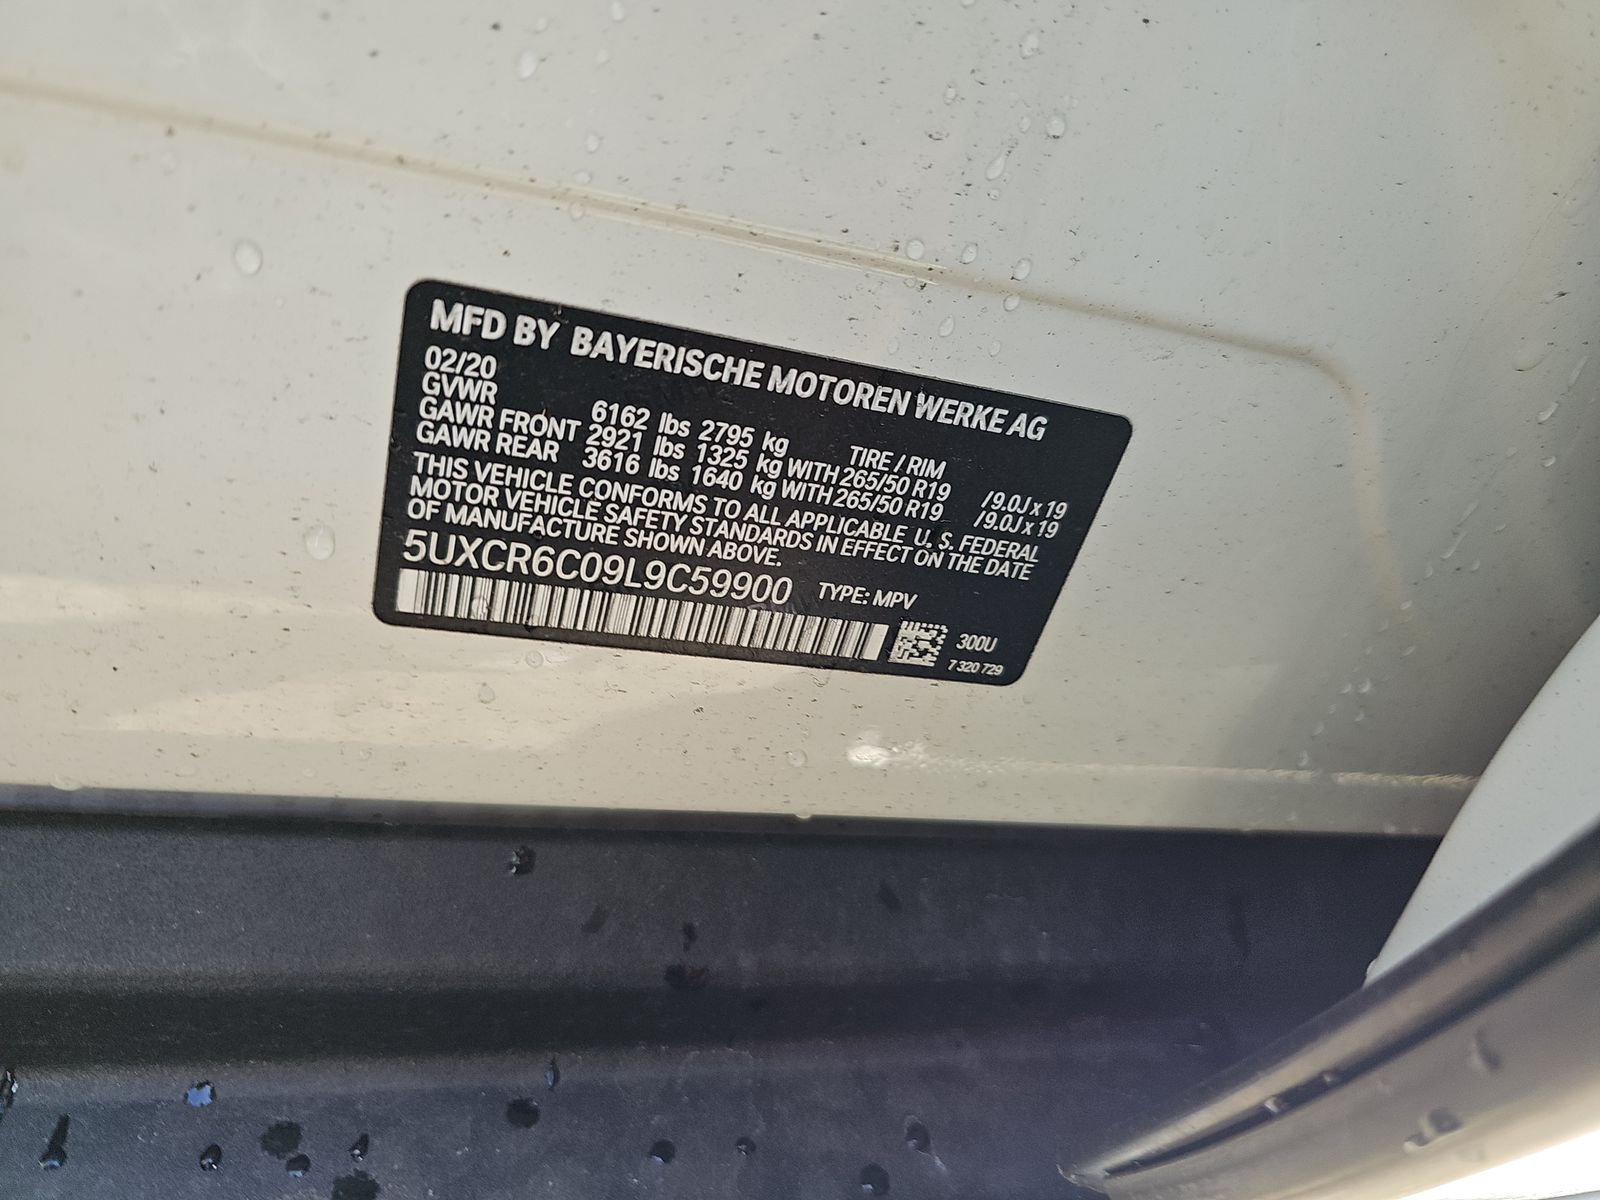 MFD BY BAYERISCHE MOTOREN WERKE AG
02/20
GVWR 6162 lbs 2795 kg TIRE / RIM
GAWR FRONT 2921 lbs 1325 kg WITH 265/50 R19 /9.0J x 19
GAWR REAR 3616 lbs 1640 kg WITH 265/50 R19 /9.0J x 19
THIS VEHICLE CONFORMS TO ALL APPLICABLE U. S. FEDERAL
MOTOR VEHICLE SAFETY STANDARDS IN EFFECT ON THE DATE
OF MANUFACTURE SHOWN ABOVE.
5UXCR6C09L9C59900 TYPE: MPV
300U
7 320 729